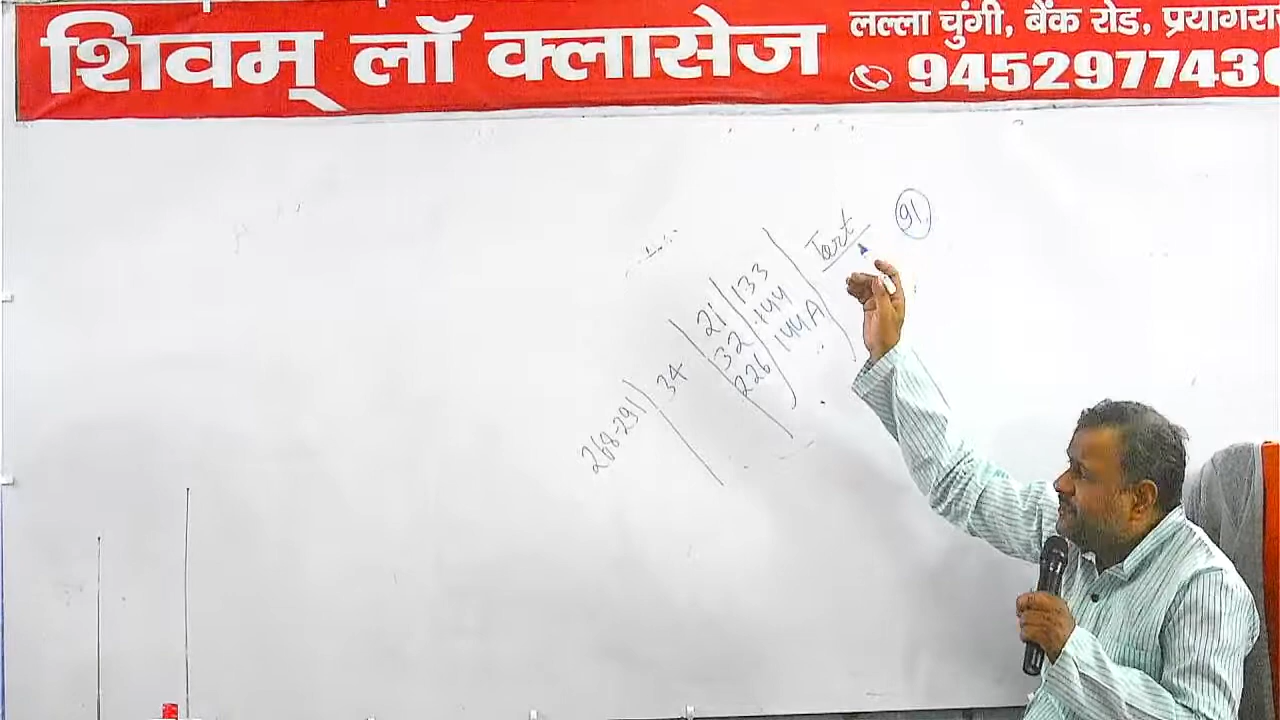 शिवम् लॉ क्लासेज
लल्ला चुंगी, बैंक रोड, प्रयागरा
9452977430
91
Tort
133
144
144A
21
32
226
34
268-291